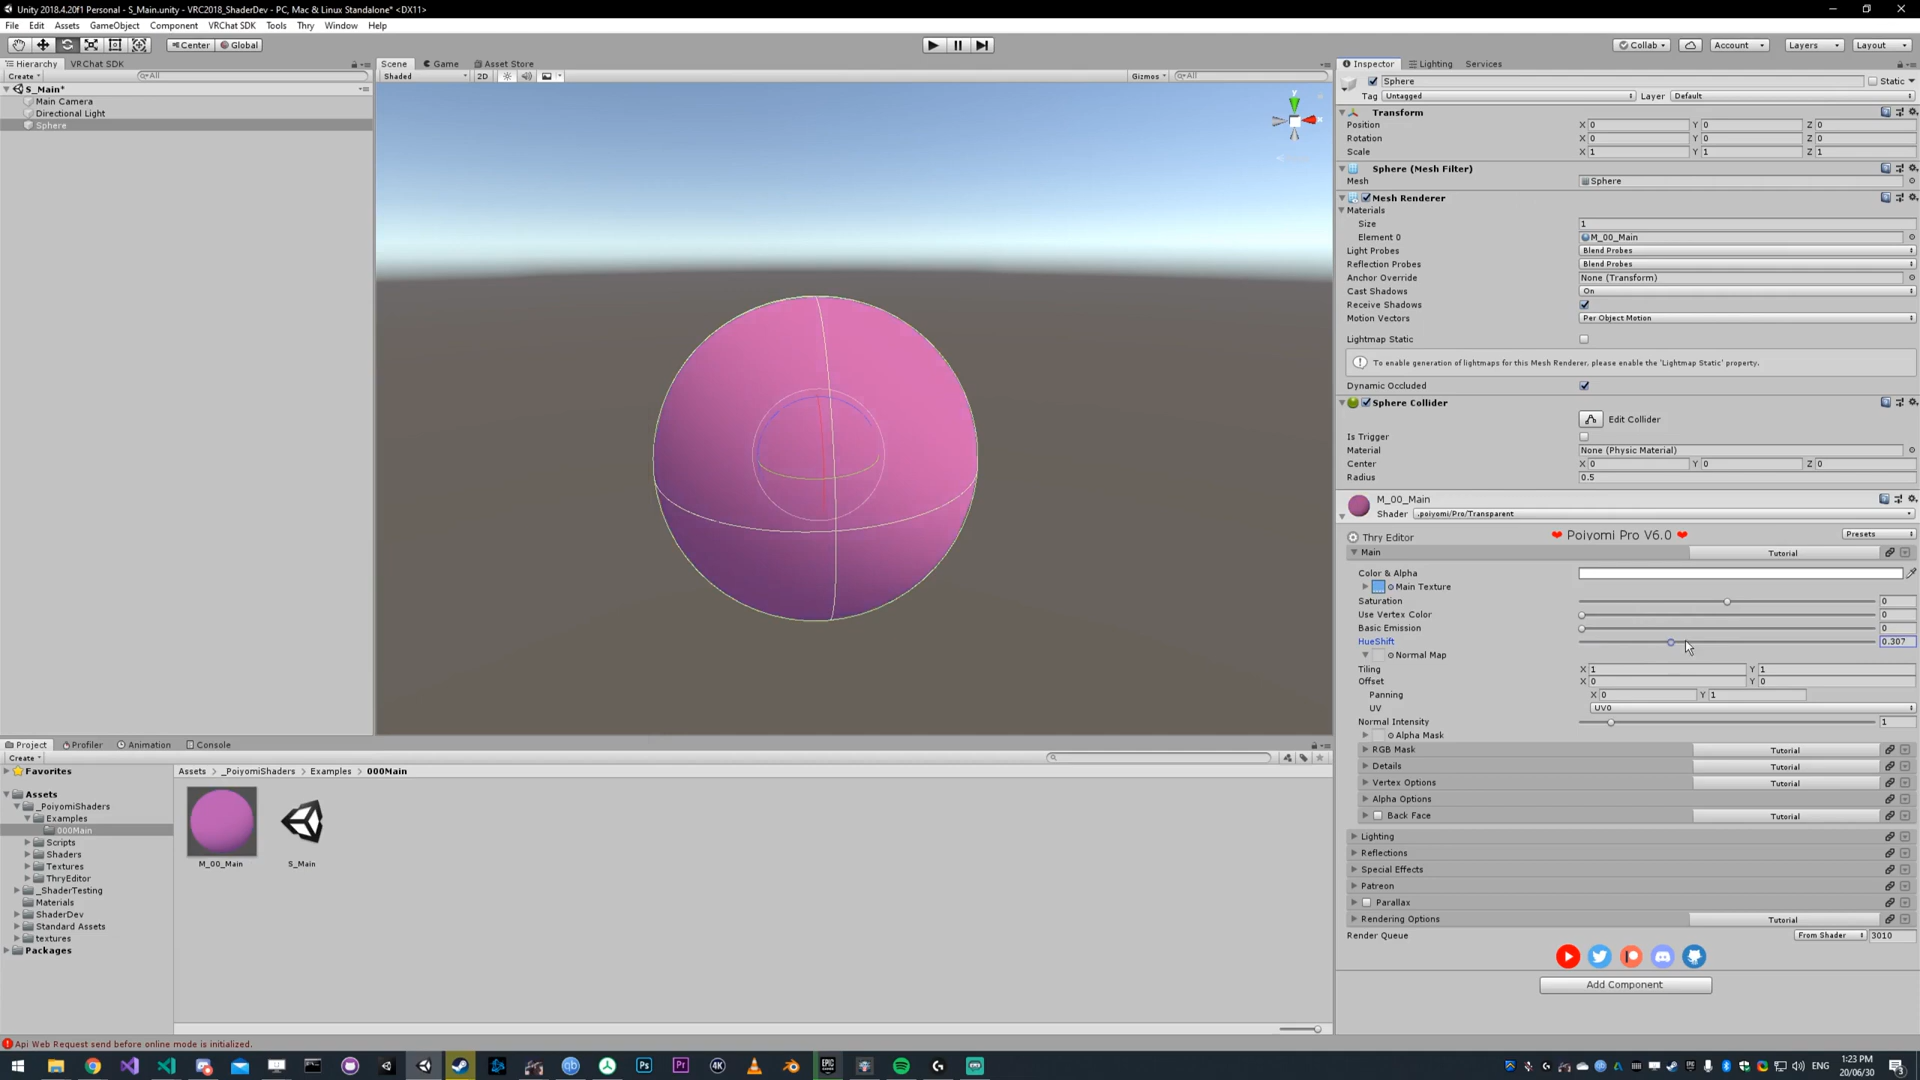 Unity 2018.4.20f1 Personal - S_Main.unity - VRC2018_ShaderDev - PC, Mac & Linux Standalone* <DX11>
File Edit Assets GameObject Component VRChat SDK Tools Thry Window Help
Center Global Collab Account Layers Layout
Hierarchy VRChat SDK
Scene Game Asset Store
Inspector Lighting Services
Create All
Shaded 2D Gizmos All
S_Main*
Main Camera
Directional Light
Sphere
y
x
Sphere Static
Tag Untagged Layer Default
Transform
Position X 0 Y 0 Z 0
Rotation X 0 Y 0 Z 0
Scale X 1 Y 1 Z 1
Sphere (Mesh Filter)
Mesh Sphere
Mesh Renderer
Materials
Size 1
Element 0 M_00_Main
Light Probes Blend Probes
Reflection Probes Blend Probes
Anchor Override None (Transform)
Cast Shadows On
Receive Shadows
Motion Vectors Per Object Motion
Lightmap Static
To enable generation of lightmaps for this Mesh Renderer, please enable the 'Lightmap Static' property.
Dynamic Occluded
Sphere Collider
Edit Collider
Is Trigger
Material None (Physic Material)
Center X 0 Y 0 Z 0
Radius 0.5
M_00_Main
Shader .poiyomi/Pro/Transparent
Thry Editor ❤ Poiyomi Pro V6.0 ❤ Presets
Main Tutorial
Color & Alpha
Main Texture
Saturation 0
Use Vertex Color 0
Basic Emission 0
HueShift 0.307
Normal Map
Tiling X 1 Y 1
Offset X 0 Y 0
Panning X 0 Y 1
UV UV0
Normal Intensity 1
Alpha Mask
RGB Mask Tutorial
Details Tutorial
Vertex Options Tutorial
Alpha Options
Back Face Tutorial
Lighting
Reflections
Special Effects
Patreon
Parallax
Rendering Options Tutorial
Render Queue From Shader 3010
Add Component
Project Profiler Animation Console
Create
Favorites
Assets
_PoiyomiShaders
Examples
000Main
Scripts
Shaders
Textures
ThryEditor
_ShaderTesting
Materials
ShaderDev
Standard Assets
textures
Packages
Assets _PoiyomiShaders Examples 000Main
M_00_Main S_Main
Api Web Request send before online mode is initialized.
qb Ps Pr 4K EPIC
ENG
1:23 PM
20/06/30
3